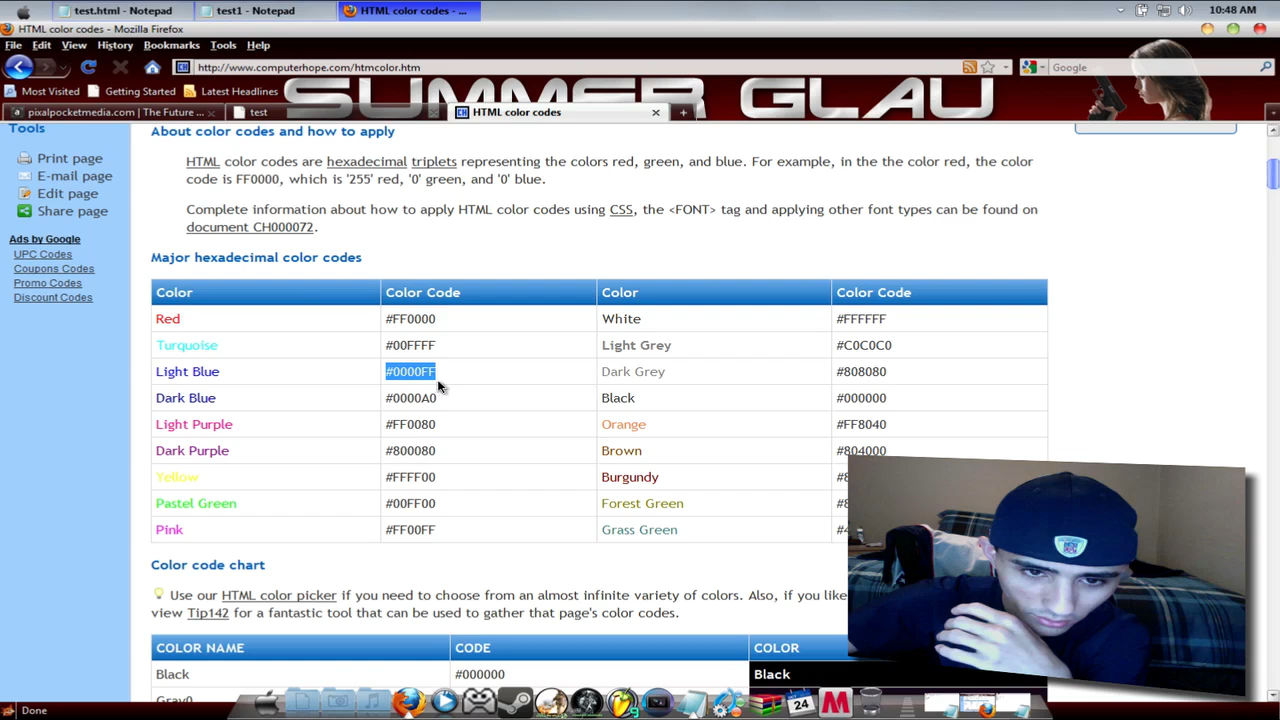 test.html - Notepad
test1 - Notepad
HTML color codes - ...
10:48 AM
HTML color codes - Mozilla Firefox
File Edit View History Bookmarks Tools Help
http://www.computerhope.com/htmcolor.htm
Google
Most Visited
Getting Started
Latest Headlines
SUMMER GLAU
pixalpocketmedia.com | The Future ...
test
HTML color codes
Tools
Print page
E-mail page
Edit page
Share page
Ads by Google
UPC Codes
Coupons Codes
Promo Codes
Discount Codes
About color codes and how to apply
HTML color codes are hexadecimal triplets representing the colors red, green, and blue. For example, in the the color red, the color
code is FF0000, which is '255' red, '0' green, and '0' blue.
Complete information about how to apply HTML color codes using CSS, the <FONT> tag and applying other font types can be found on
document CH000072.
Major hexadecimal color codes
Color Color Code Color Color Code
Red #FF0000 White #FFFFFF
Turquoise #00FFFF Light Grey #C0C0C0
Light Blue #0000FF Dark Grey #808080
Dark Blue #0000A0 Black #000000
Light Purple #FF0080 Orange #FF8040
Dark Purple #800080 Brown #804000
Yellow #FFFF00 Burgundy
Pastel Green #00FF00 Forest Green
Pink #FF00FF Grass Green
Color code chart
Use our HTML color picker if you need to choose from an almost infinite variety of colors. Also, if you like
view Tip142 for a fantastic tool that can be used to gather that page's color codes.
COLOR NAME CODE COLOR
Black #000000 Black
Gray0
24
Done